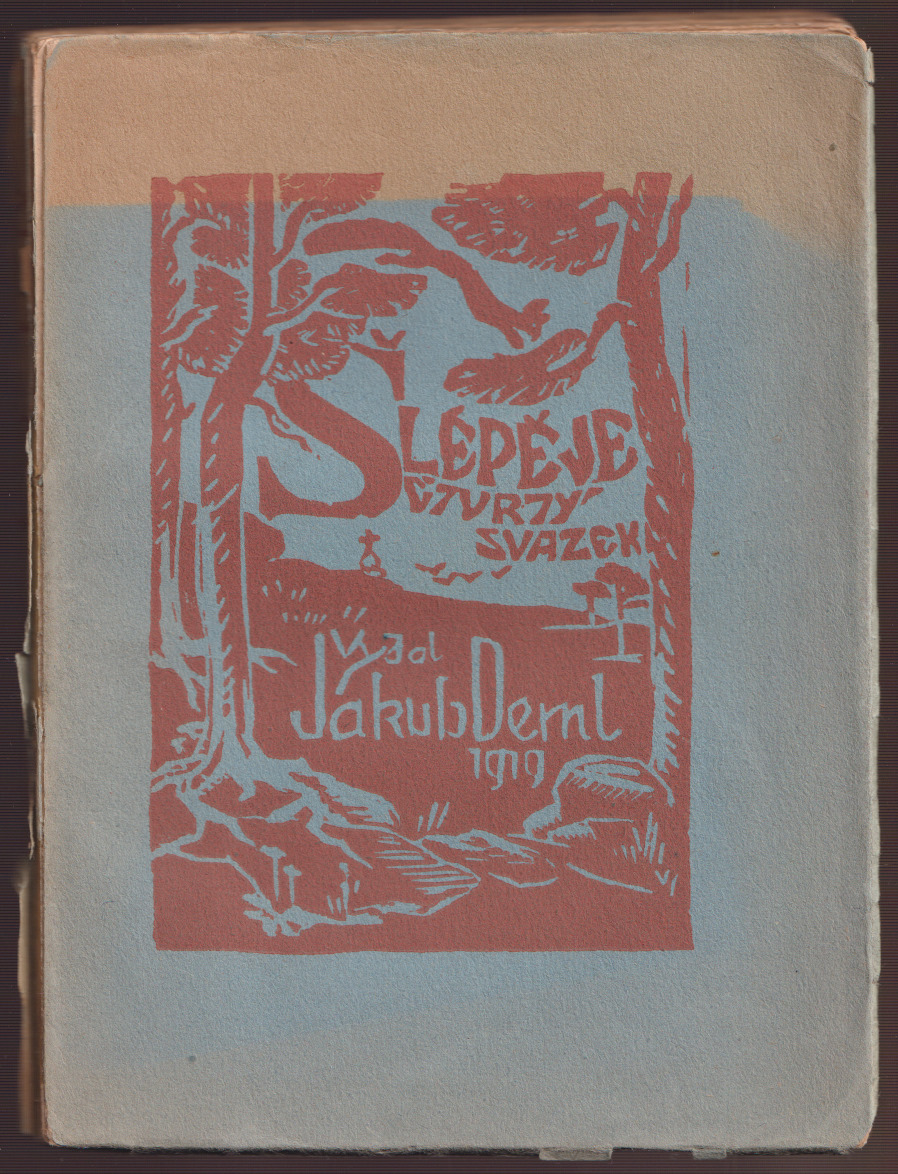 ŠLÉPĚJE
ČTVRTÝ
SVAZEK
Vydal
Jakub Deml
1919